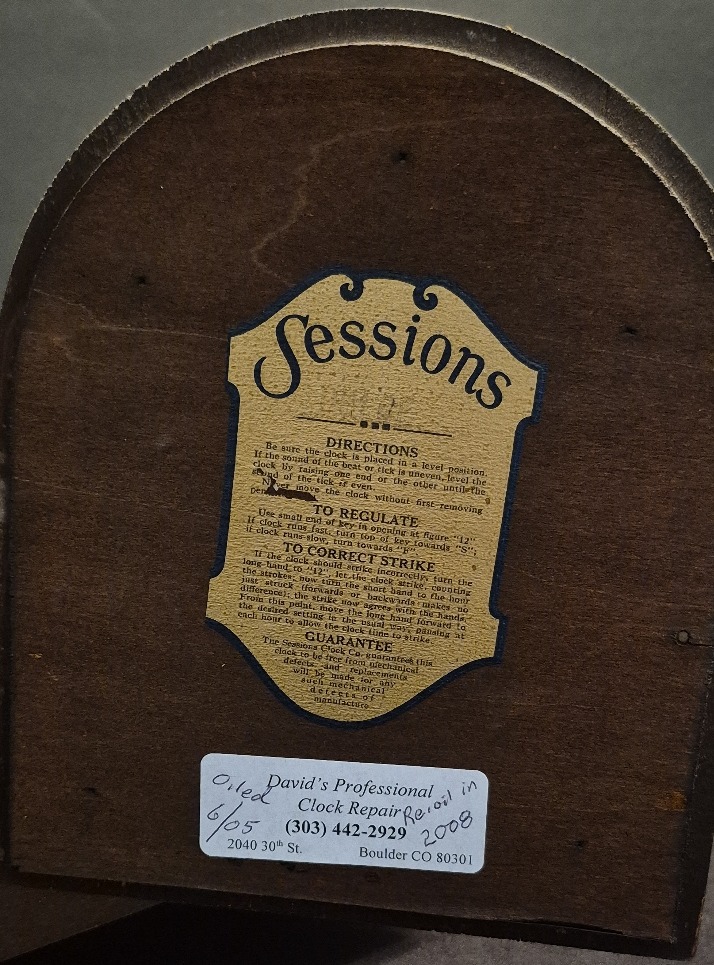 Sessions
DIRECTIONS
Be sure the clock is placed in a level position.
If the sound of the beat or tick is uneven, level the
clock by raising one end or the other until the
sound of the tick is even.
Never move the clock without first removing
TO REGULATE
Use small end of key in opening at figure "12".
If clock runs fast, turn top of key towards "S";
if clock runs slow, turn towards "F".
TO CORRECT STRIKE
If the clock should strike incorrectly, turn the
long hand to "12", let the clock strike, counting
the strokes; now turn the short hand to the hour
just struck (forwards or backwards makes no
difference); the strike now agrees with the hands.
From this point, move the long hand forward to
the desired setting in the usual way, pausing at
each hour to allow the clock time to strike.
GUARANTEE
The Sessions Clock Co. guarantees this
clock to be free from mechanical
defects and replacements
will be made for any
such mechanical
defects of
manufacture
Oiled
6/05
David's Professional
Clock Repair
(303) 442-2929
2040 30th St. Boulder CO 80301
Re:oil in
2008